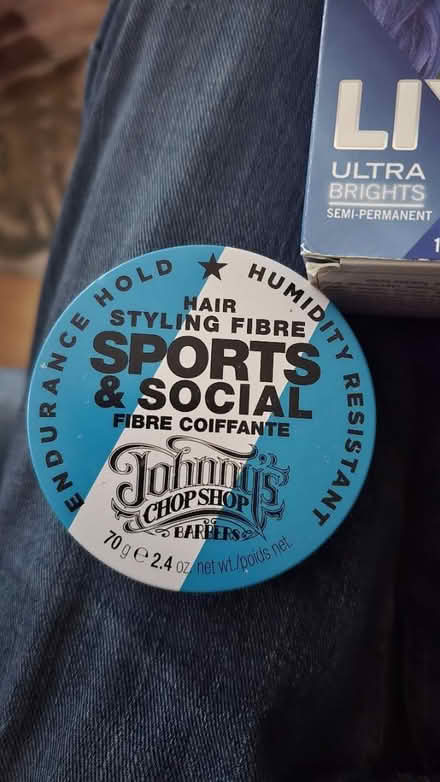 LI
ULTRA
BRIGHTS
SEMI-PERMANENT
1
ENDURANCE HOLD ★ HUMIDITY RESISTANT
HAIR
STYLING FIBRE
SPORTS
& SOCIAL
FIBRE COIFFANTE
Johnny's
CHOP SHOP
BARBERS
70 g ℮ 2.4 oz. net wt./poids net